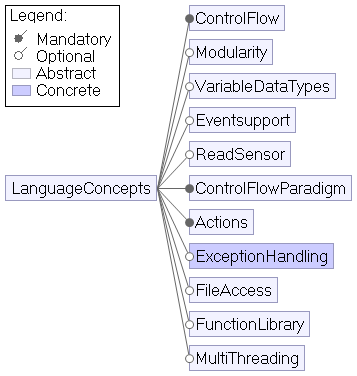 Legend:
Mandatory
Optional
Abstract
Concrete
LanguageConcepts
ControlFlow
Modularity
VariableDataTypes
Eventsupport
ReadSensor
ControlFlowParadigm
Actions
ExceptionHandling
FileAccess
FunctionLibrary
MultiThreading